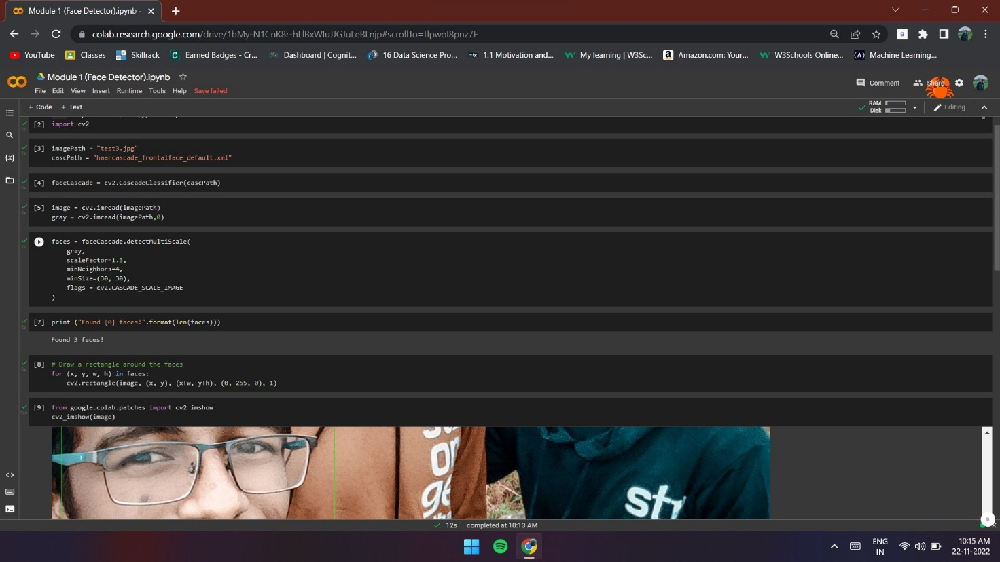 Module 1 (Face Detector).ipynb -
colab.research.google.com/drive/1bMy-N1CnK8r-hLlBxWIuJJGJuLeBLnjp#scrollTo=tlpwol8pnz7F
YouTube
Classes
Skillrack
Earned Badges - Cr...
Dashboard | Cognit...
16 Data Science Pro...
edX
1.1 Motivation and...
My learning | W3Sc...
Amazon.com: Your...
W3Schools Online...
Machine Learning...
Module 1 (Face Detector).ipynb
Comment
Share
File Edit View Insert Runtime Tools Help Save failed
+ Code + Text
RAM
Disk
Editing
[2] import cv2
[3] imagePath = "test3.jpg"
cascPath = "haarcascade_frontalface_default.xml"
[4] faceCascade = cv2.CascadeClassifier(cascPath)
[5] image = cv2.imread(imagePath)
gray = cv2.imread(imagePath,0)
faces = faceCascade.detectMultiScale(
gray,
scaleFactor=1.3,
minNeighbors=4,
minSize=(30, 30),
flags = cv2.CASCADE_SCALE_IMAGE
)
[7] print ("Found {0} faces!".format(len(faces)))
Found 3 faces!
[8] # Draw a rectangle around the faces
for (x, y, w, h) in faces:
cv2.rectangle(image, (x, y), (x+w, y+h), (0, 255, 0), 1)
[9] from google.colab.patches import cv2_imshow
cv2_imshow(image)
on
ge
str
12s completed at 10:13 AM
ENG
IN
10:15 AM
22-11-2022